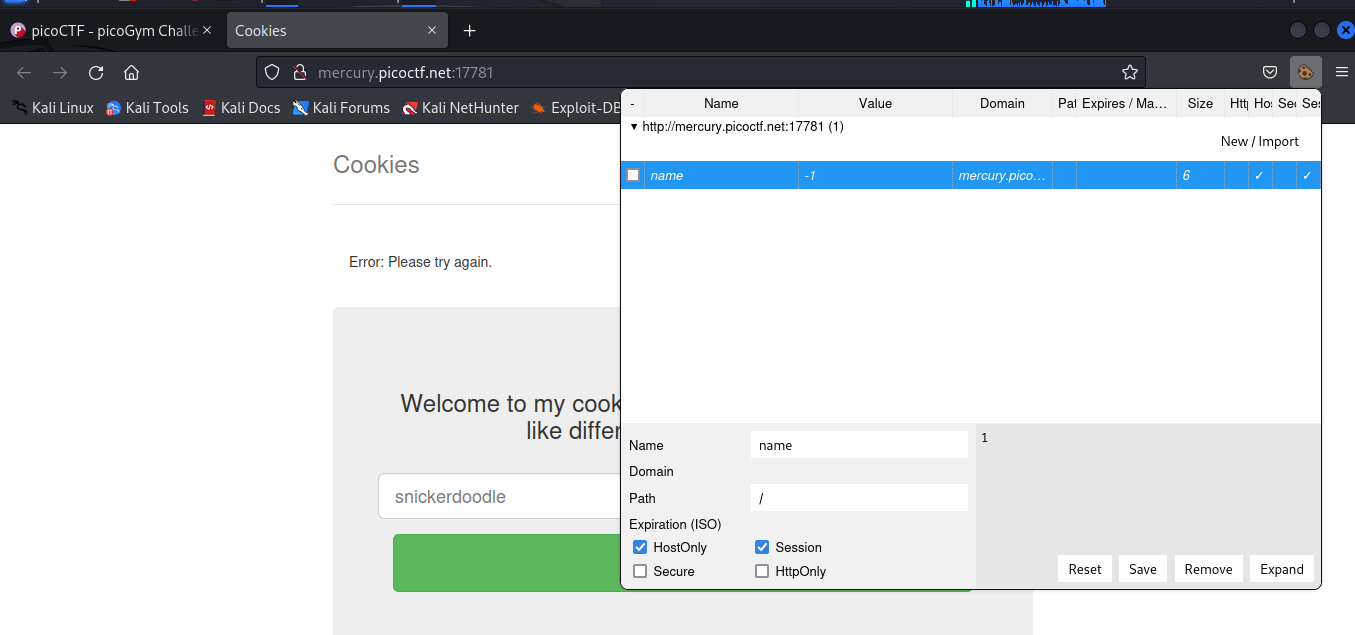 picoCTF - picoGym Challe
Cookies
mercury.picoctf.net:17781
Kali Linux Kali Tools Kali Docs Kali Forums Kali NetHunter Exploit-DB
- Name Value Domain Pat Expires / Ma... Size Htt Hos Sec Ses
http://mercury.picoctf.net:17781 (1)
New / Import
name -1 mercury.pico... 6
Cookies
Error: Please try again.
Welcome to my cook
like differ
snickerdoodle
Name name
Domain
Path /
Expiration (ISO)
HostOnly Session
Secure HttpOnly
1
Reset Save Remove Expand